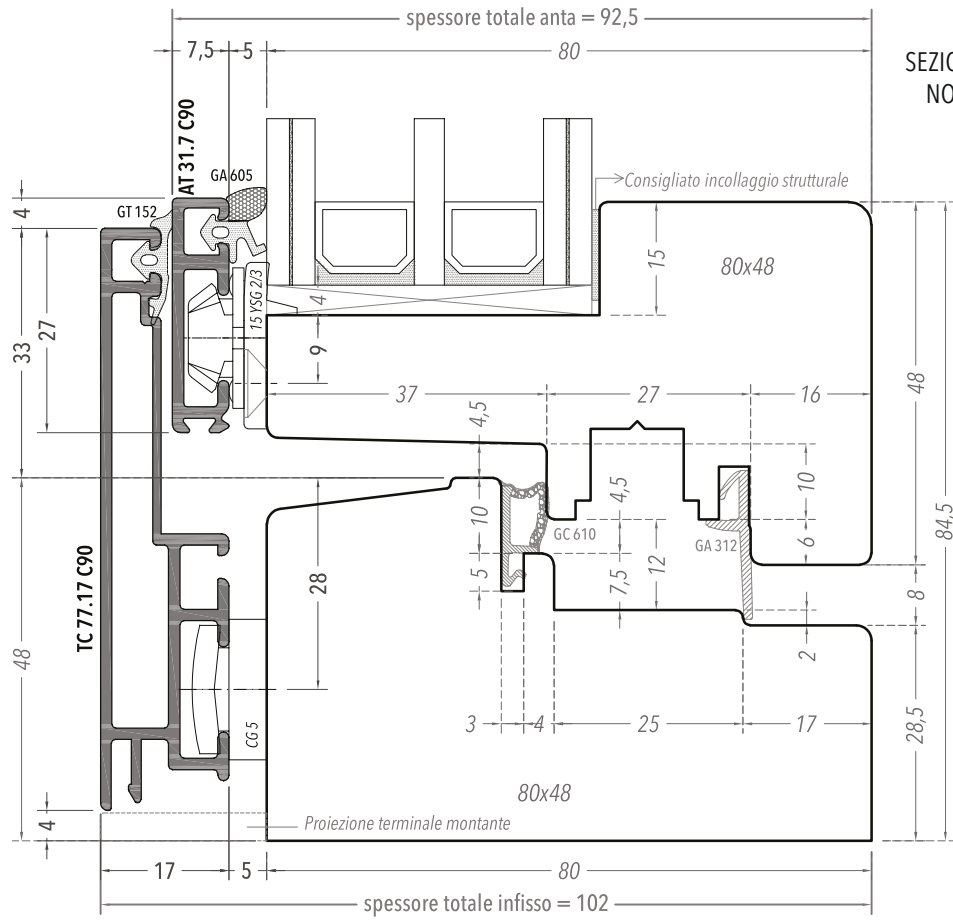 spessore totale anta = 92,5
7,5
5
80
SEZIO
NO
AT 31.7 C90
GA 605
GT 152
Consigliato incollaggio strutturale
4
33
27
15
80x48
4
9
15 YSG 2/3
37
27
16
48
4,5
10
4,5
10
84,5
GC 610
GA 312
6
5
7,5
12
8
28
TC 77.17 C90
2
48
3
4
25
17
28,5
CG 5
80x48
4
Proiezione terminale montante
17
5
80
spessore totale infisso = 102